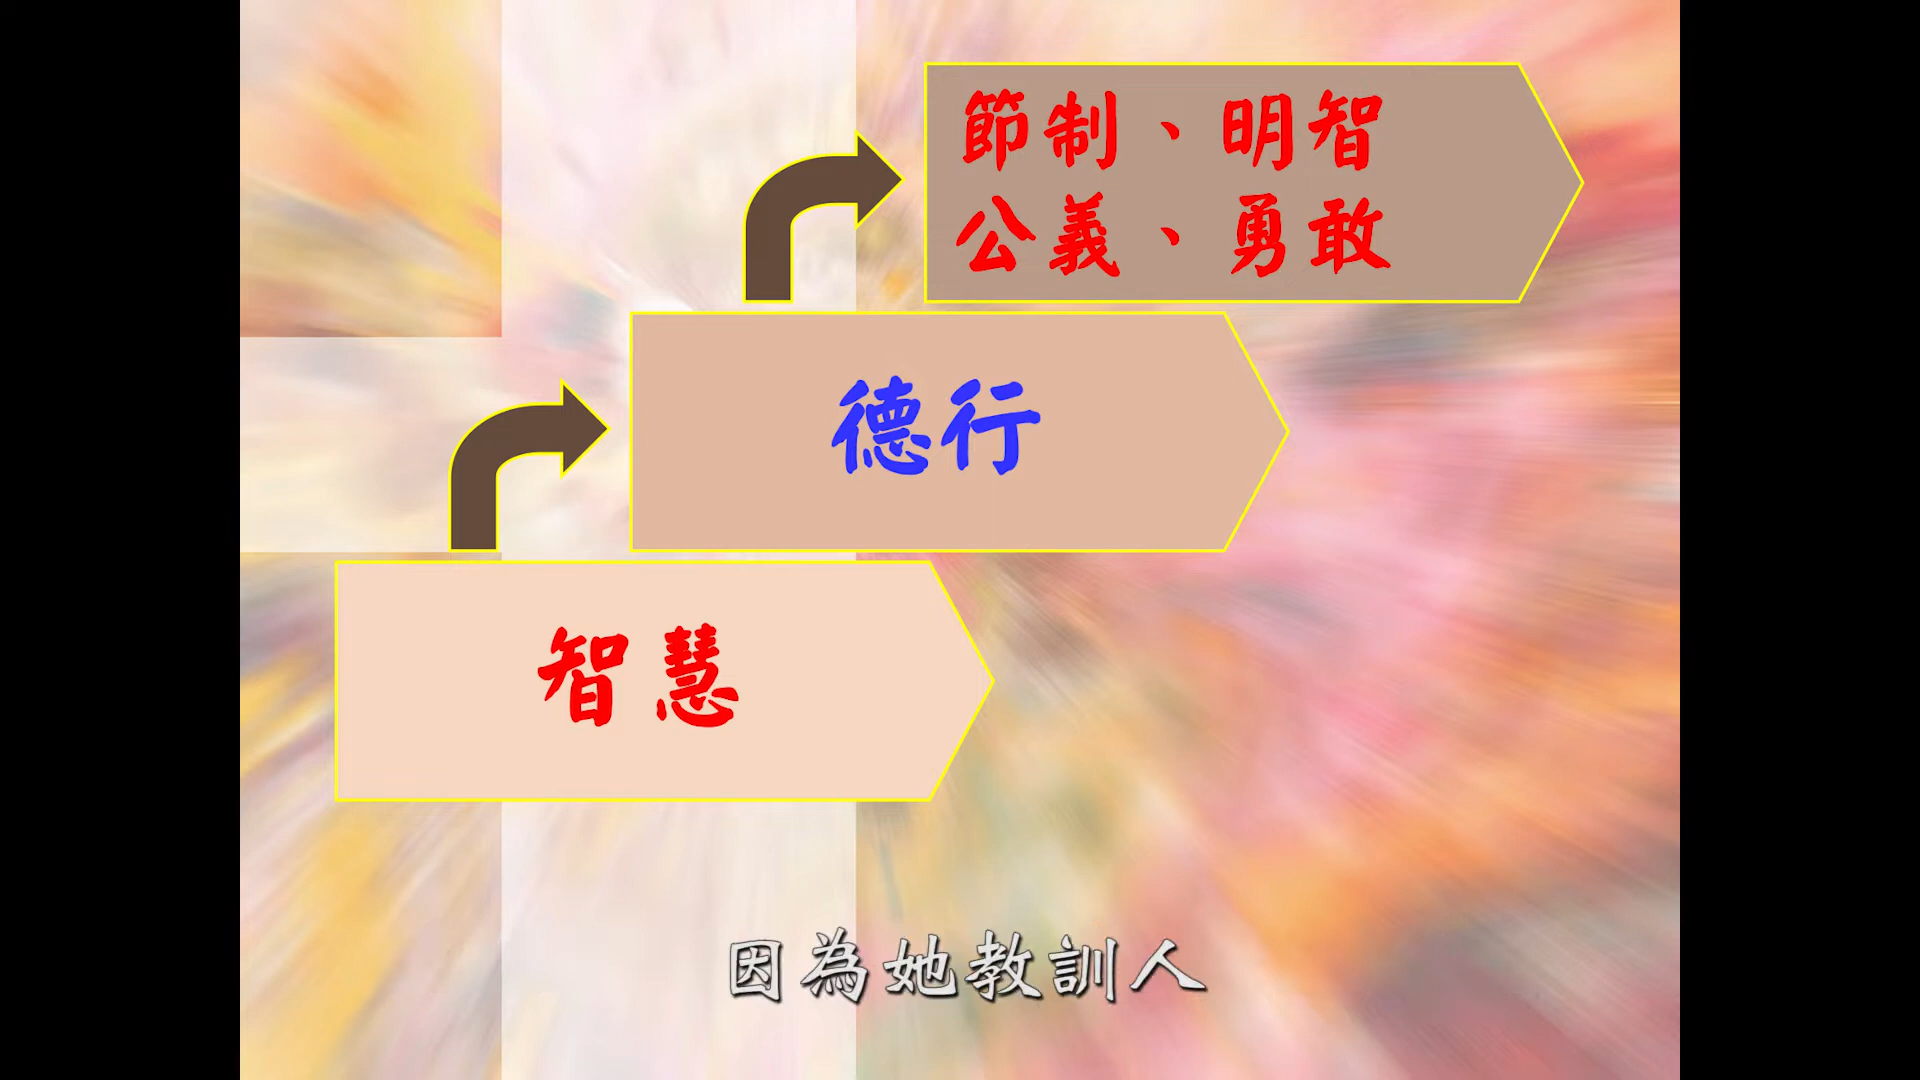 節制、明智
公義、勇敢
德行
智慧
因為她教訓人